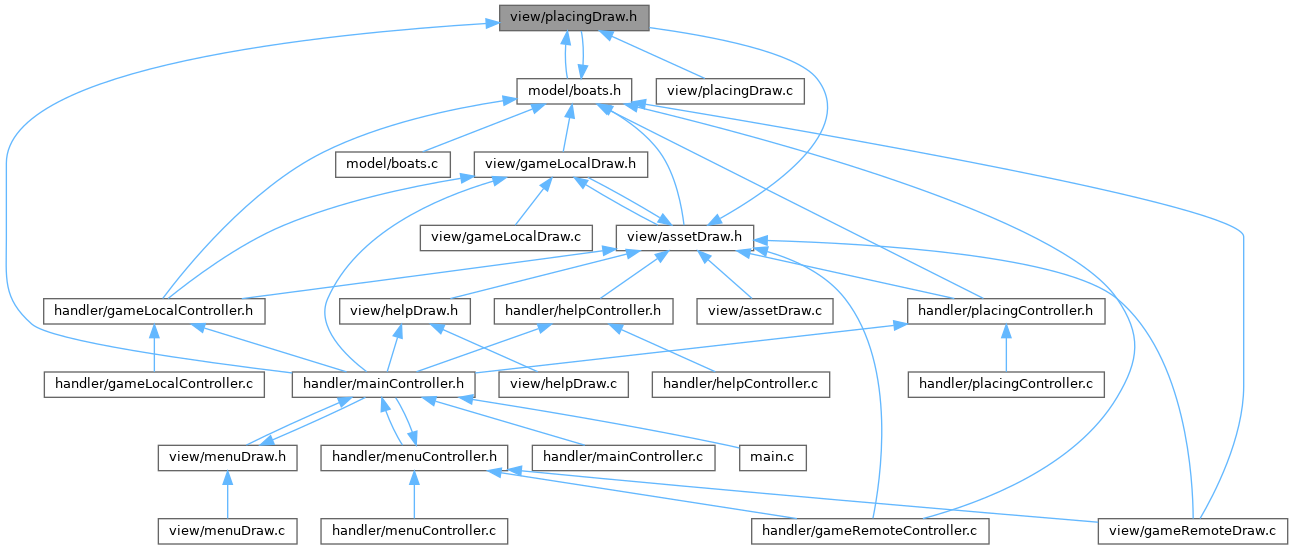 view/placingDraw.h
model/boats.h
view/placingDraw.c
model/boats.c
view/gameLocalDraw.h
view/gameLocalDraw.c
view/assetDraw.h
handler/gameLocalController.h
view/helpDraw.h
handler/helpController.h
view/assetDraw.c
handler/placingController.h
handler/gameLocalController.c
handler/mainController.h
view/helpDraw.c
handler/helpController.c
handler/placingController.c
view/menuDraw.h
handler/menuController.h
handler/mainController.c
main.c
view/menuDraw.c
handler/menuController.c
handler/gameRemoteController.c
view/gameRemoteDraw.c